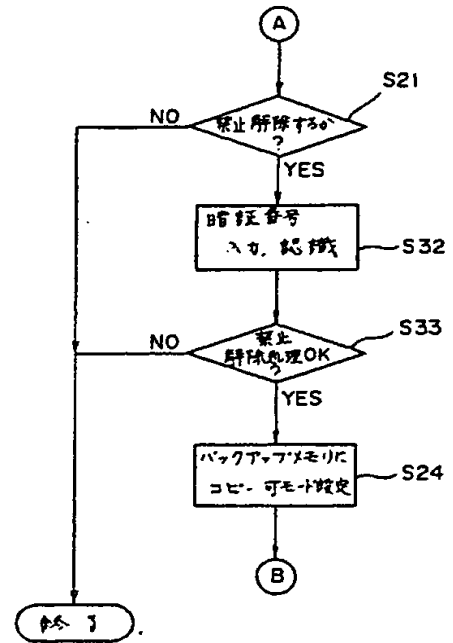 A
S21
NO
禁止解除するか
?
YES
暗証番号
入力、認識
S32
S33
NO
禁止
解除処理OK
?
YES
バックアップメモリに
コピー可モード設定
S24
B
終了